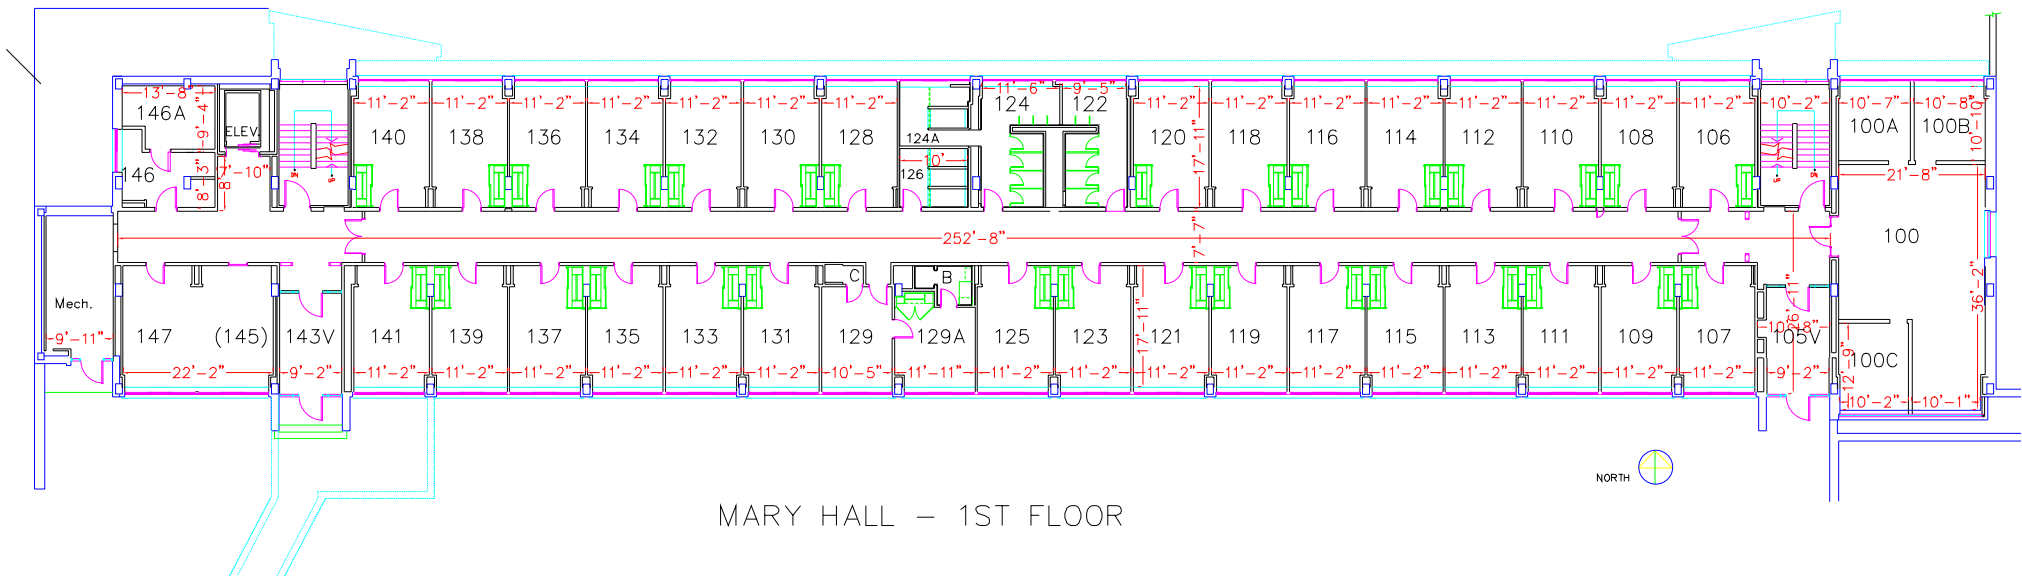 13'-8" 11'-2" 11'-2" 11'-2" 11'-2" 11'-2" 11'-2" 11'-2" 11'-6" 9'-5" 11'-2" 11'-2" 11'-2" 11'-2" 11'-2" 11'-2" 11'-2" 11'-2" 10'-2" 10'-7" 10'-8"
146A 9'-4" ELEV. 140 138 136 134 132 130 128 124A 124 122 120 118 116 114 112 110 108 106 100A 100B 10'-10"
146 8'-3" 8' 7'-10" 10' 126 17'-11" 21'-8"
252'-8" 7'-7" 100
Mech. C B 36'-2"
9'-11" 147 (145) 143V 141 139 137 135 133 131 129 129A 125 123 17'-11" 121 119 117 115 113 111 109 107 10'-8" 26'-11" 105V 12'-9" 100C
22'-2" 9'-2" 11'-2" 11'-2" 11'-2" 11'-2" 11'-2" 11'-2" 10'-5" 11'-11" 11'-2" 11'-2" 11'-2" 11'-2" 11'-2" 11'-2" 11'-2" 11'-2" 11'-2" 11'-2" 9'-2"
10'-2" 10'-1"
NORTH
MARY HALL – 1ST FLOOR